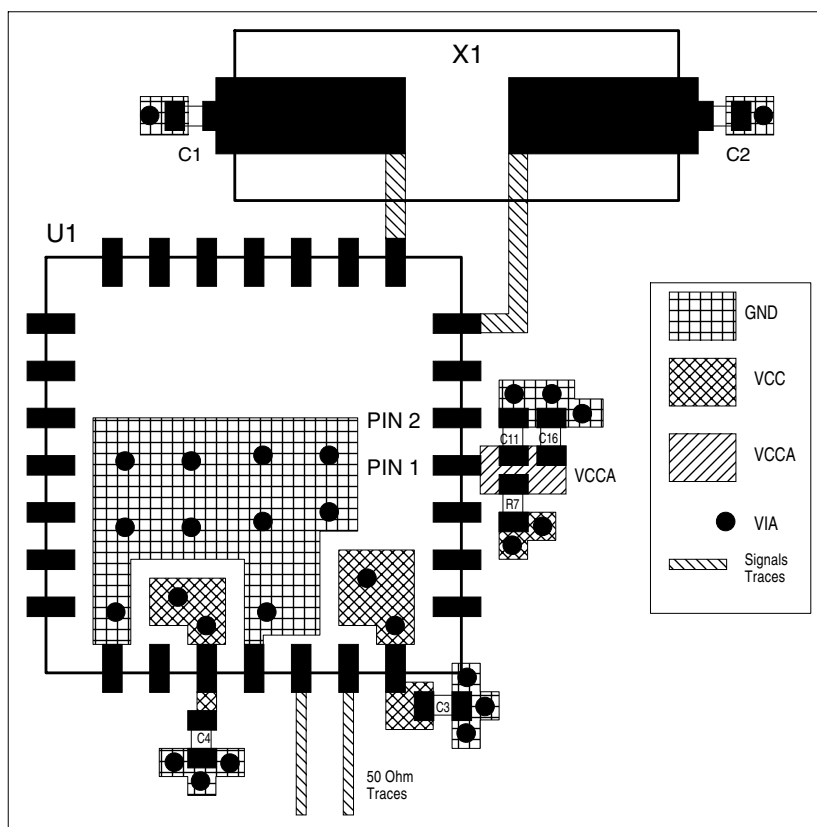 X1
C1
C2
U1
GND
VCC
PIN 2
C11
C16
PIN 1
VCCA
VCCA
R7
VIA
Signals
Traces
C3
C4
50 Ohm
Traces